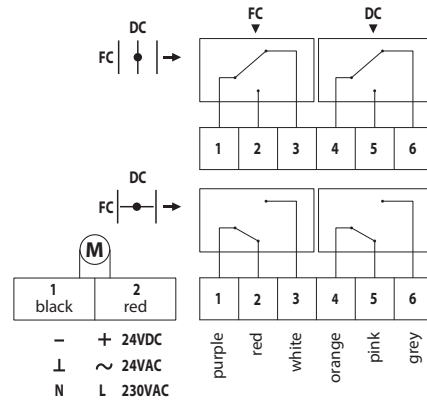 FC DC
DC
FC
1 2 3 4 5 6
DC
FC
M
1 2
black red
1 2 3 4 5 6
purple red white orange pink grey
– + 24VDC
⊥ ~ 24VAC
N L 230VAC